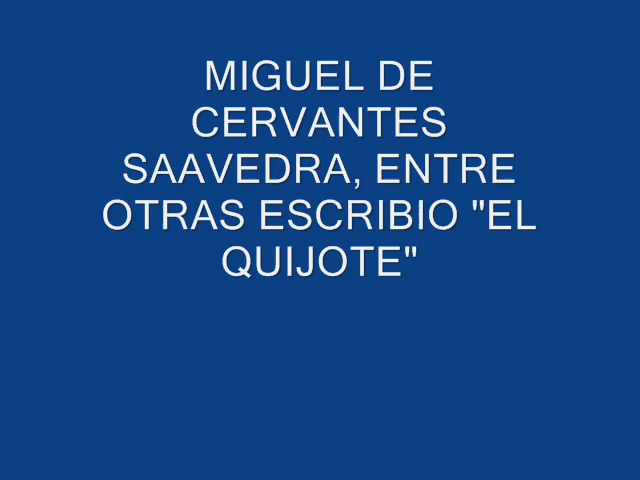 MIGUEL DE
CERVANTES
SAAVEDRA, ENTRE
OTRAS ESCRIBIO "EL
QUIJOTE"